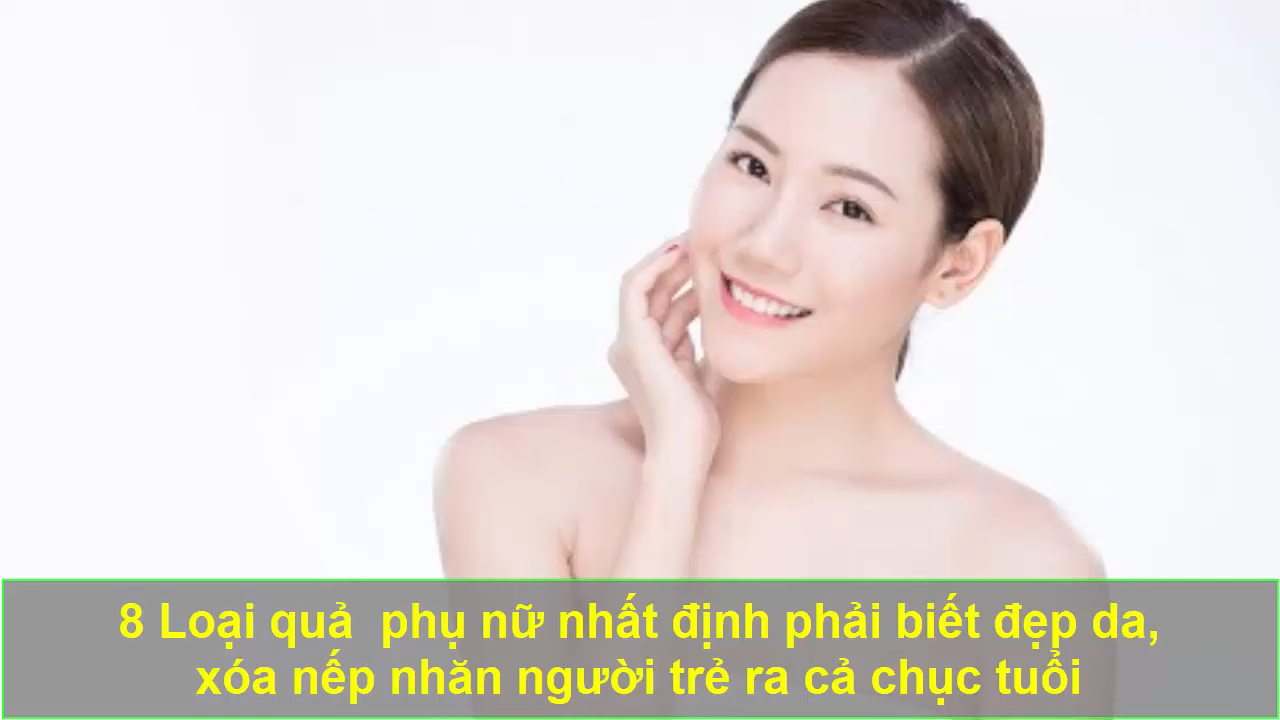 8 Loại quả  phụ nữ nhất định phải biết đẹp da,
xóa nếp nhăn người trẻ ra cả chục tuổi